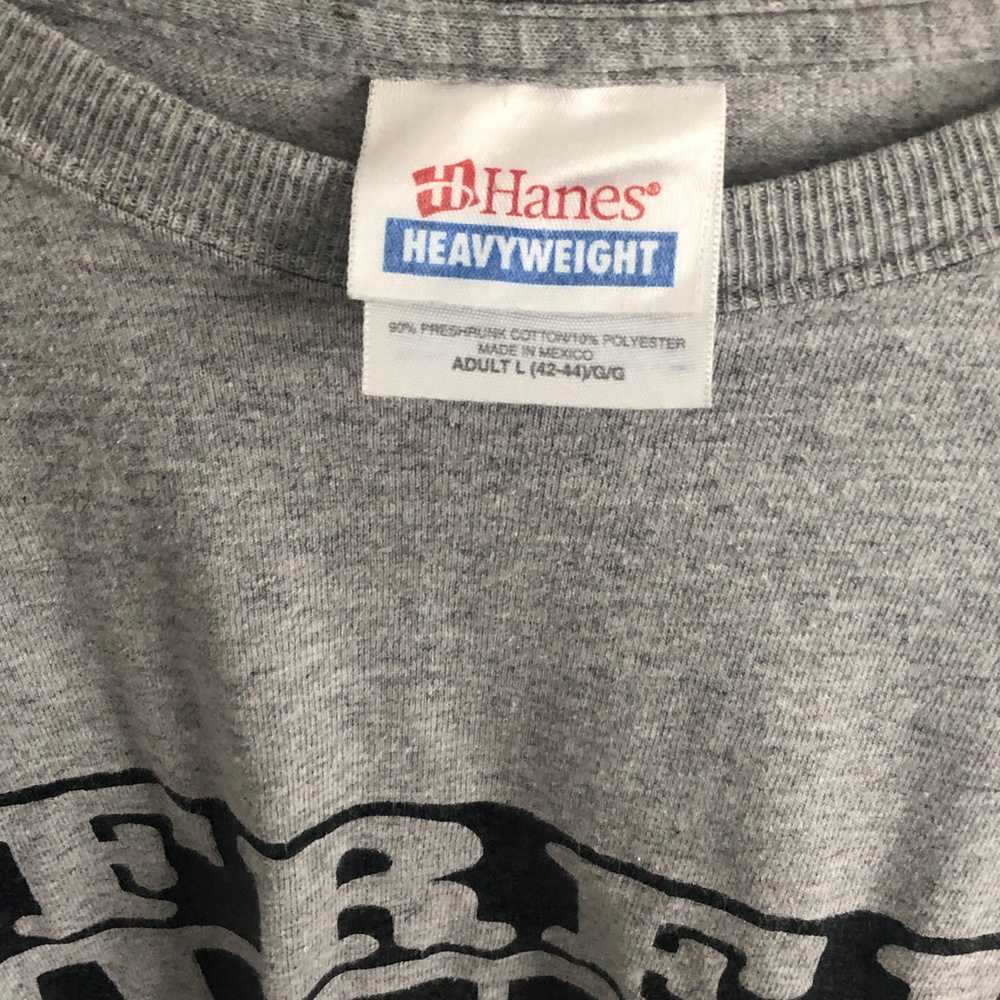 Hanes®
HEAVYWEIGHT
90% PRESHRUNK COTTON/10% POLYESTER
MADE IN MEXICO
ADULT L (42-44)/G/G